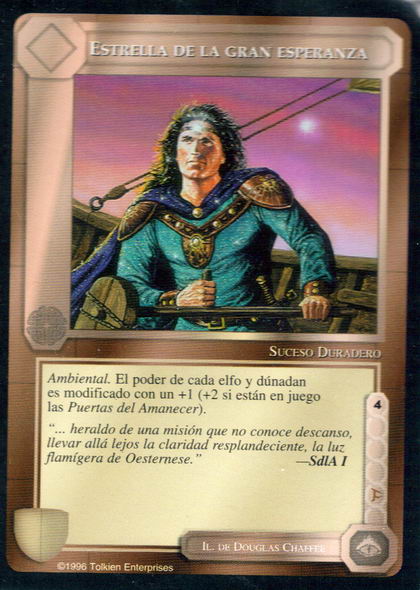 ESTRELLA DE LA GRAN ESPERANZA
SUCESO DURADERO
Ambiental. El poder de cada elfo y dúnadan
es modificado con un +1 (+2 si están en juego
las Puertas del Amanecer).
“... heraldo de una misión que no conoce descanso,
llevar allá lejos la claridad resplandeciente, la luz
flamígera de Oesternese.” —SdlA I
4
IL. DE DOUGLAS CHAFFEE
©1996 Tolkien Enterprises